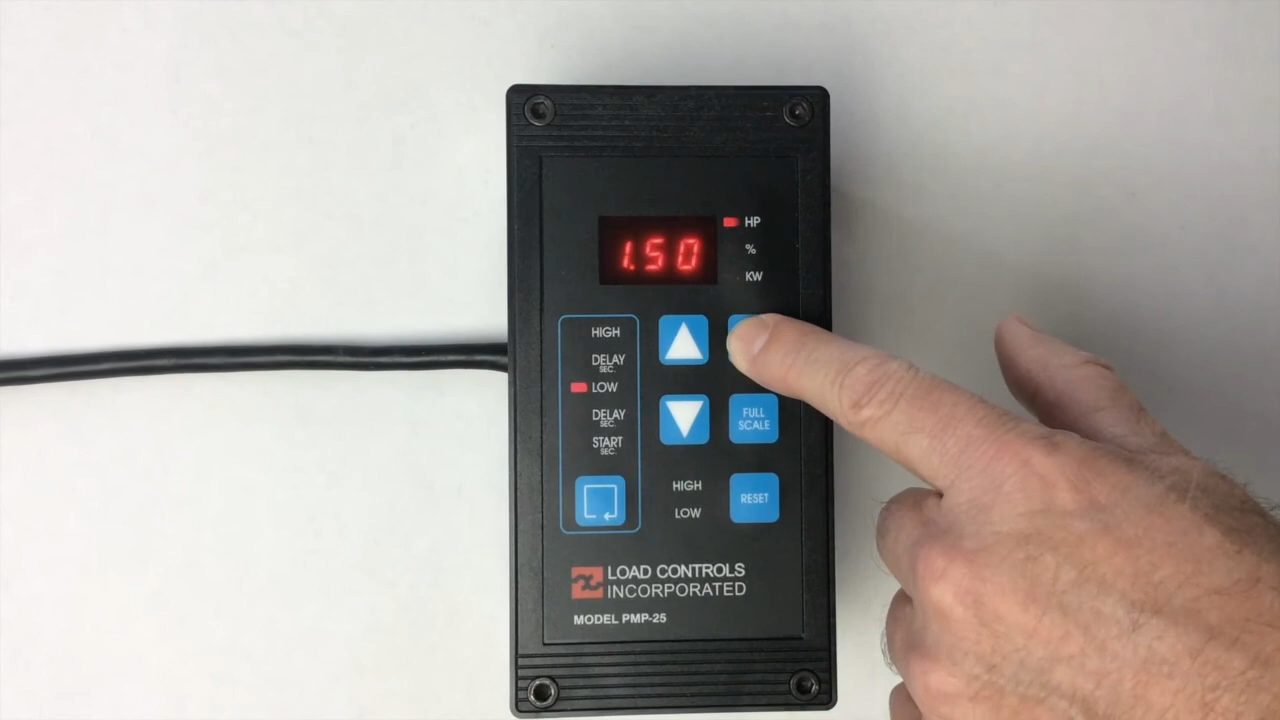 1.50
HP
%
KW
HIGH
DELAY
SEC.
LOW
DELAY
SEC.
START
SEC.
FULL
SCALE
HIGH
LOW
RESET
LOAD CONTROLS
INCORPORATED
MODEL PMP-25